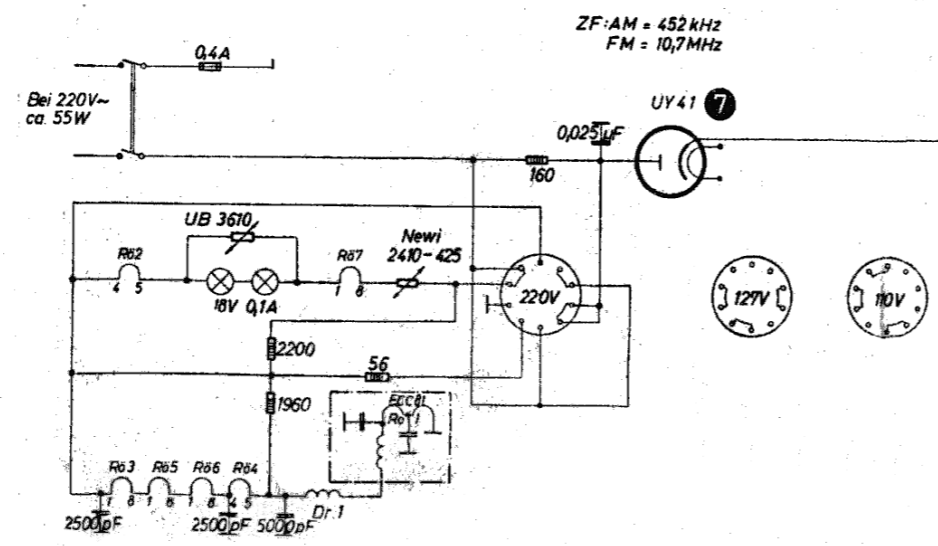 ZF:AM = 452 kHz
FM = 10,7 MHz
0,4 A
Bei 220V~
ca. 55W
UY 41 7
0,025 µF
160
UB 3610
Newi
2410-425
Rö2
4 5
18V 0,1A
Rö7
1 8
220V
127V
110V
2200
56
1960
ECC81
Rö 1
Rö3 Rö5 Rö6 Rö4
1 8 1 8 1 8 4 5
2500pF
2500pF
5000pF
Dr.1